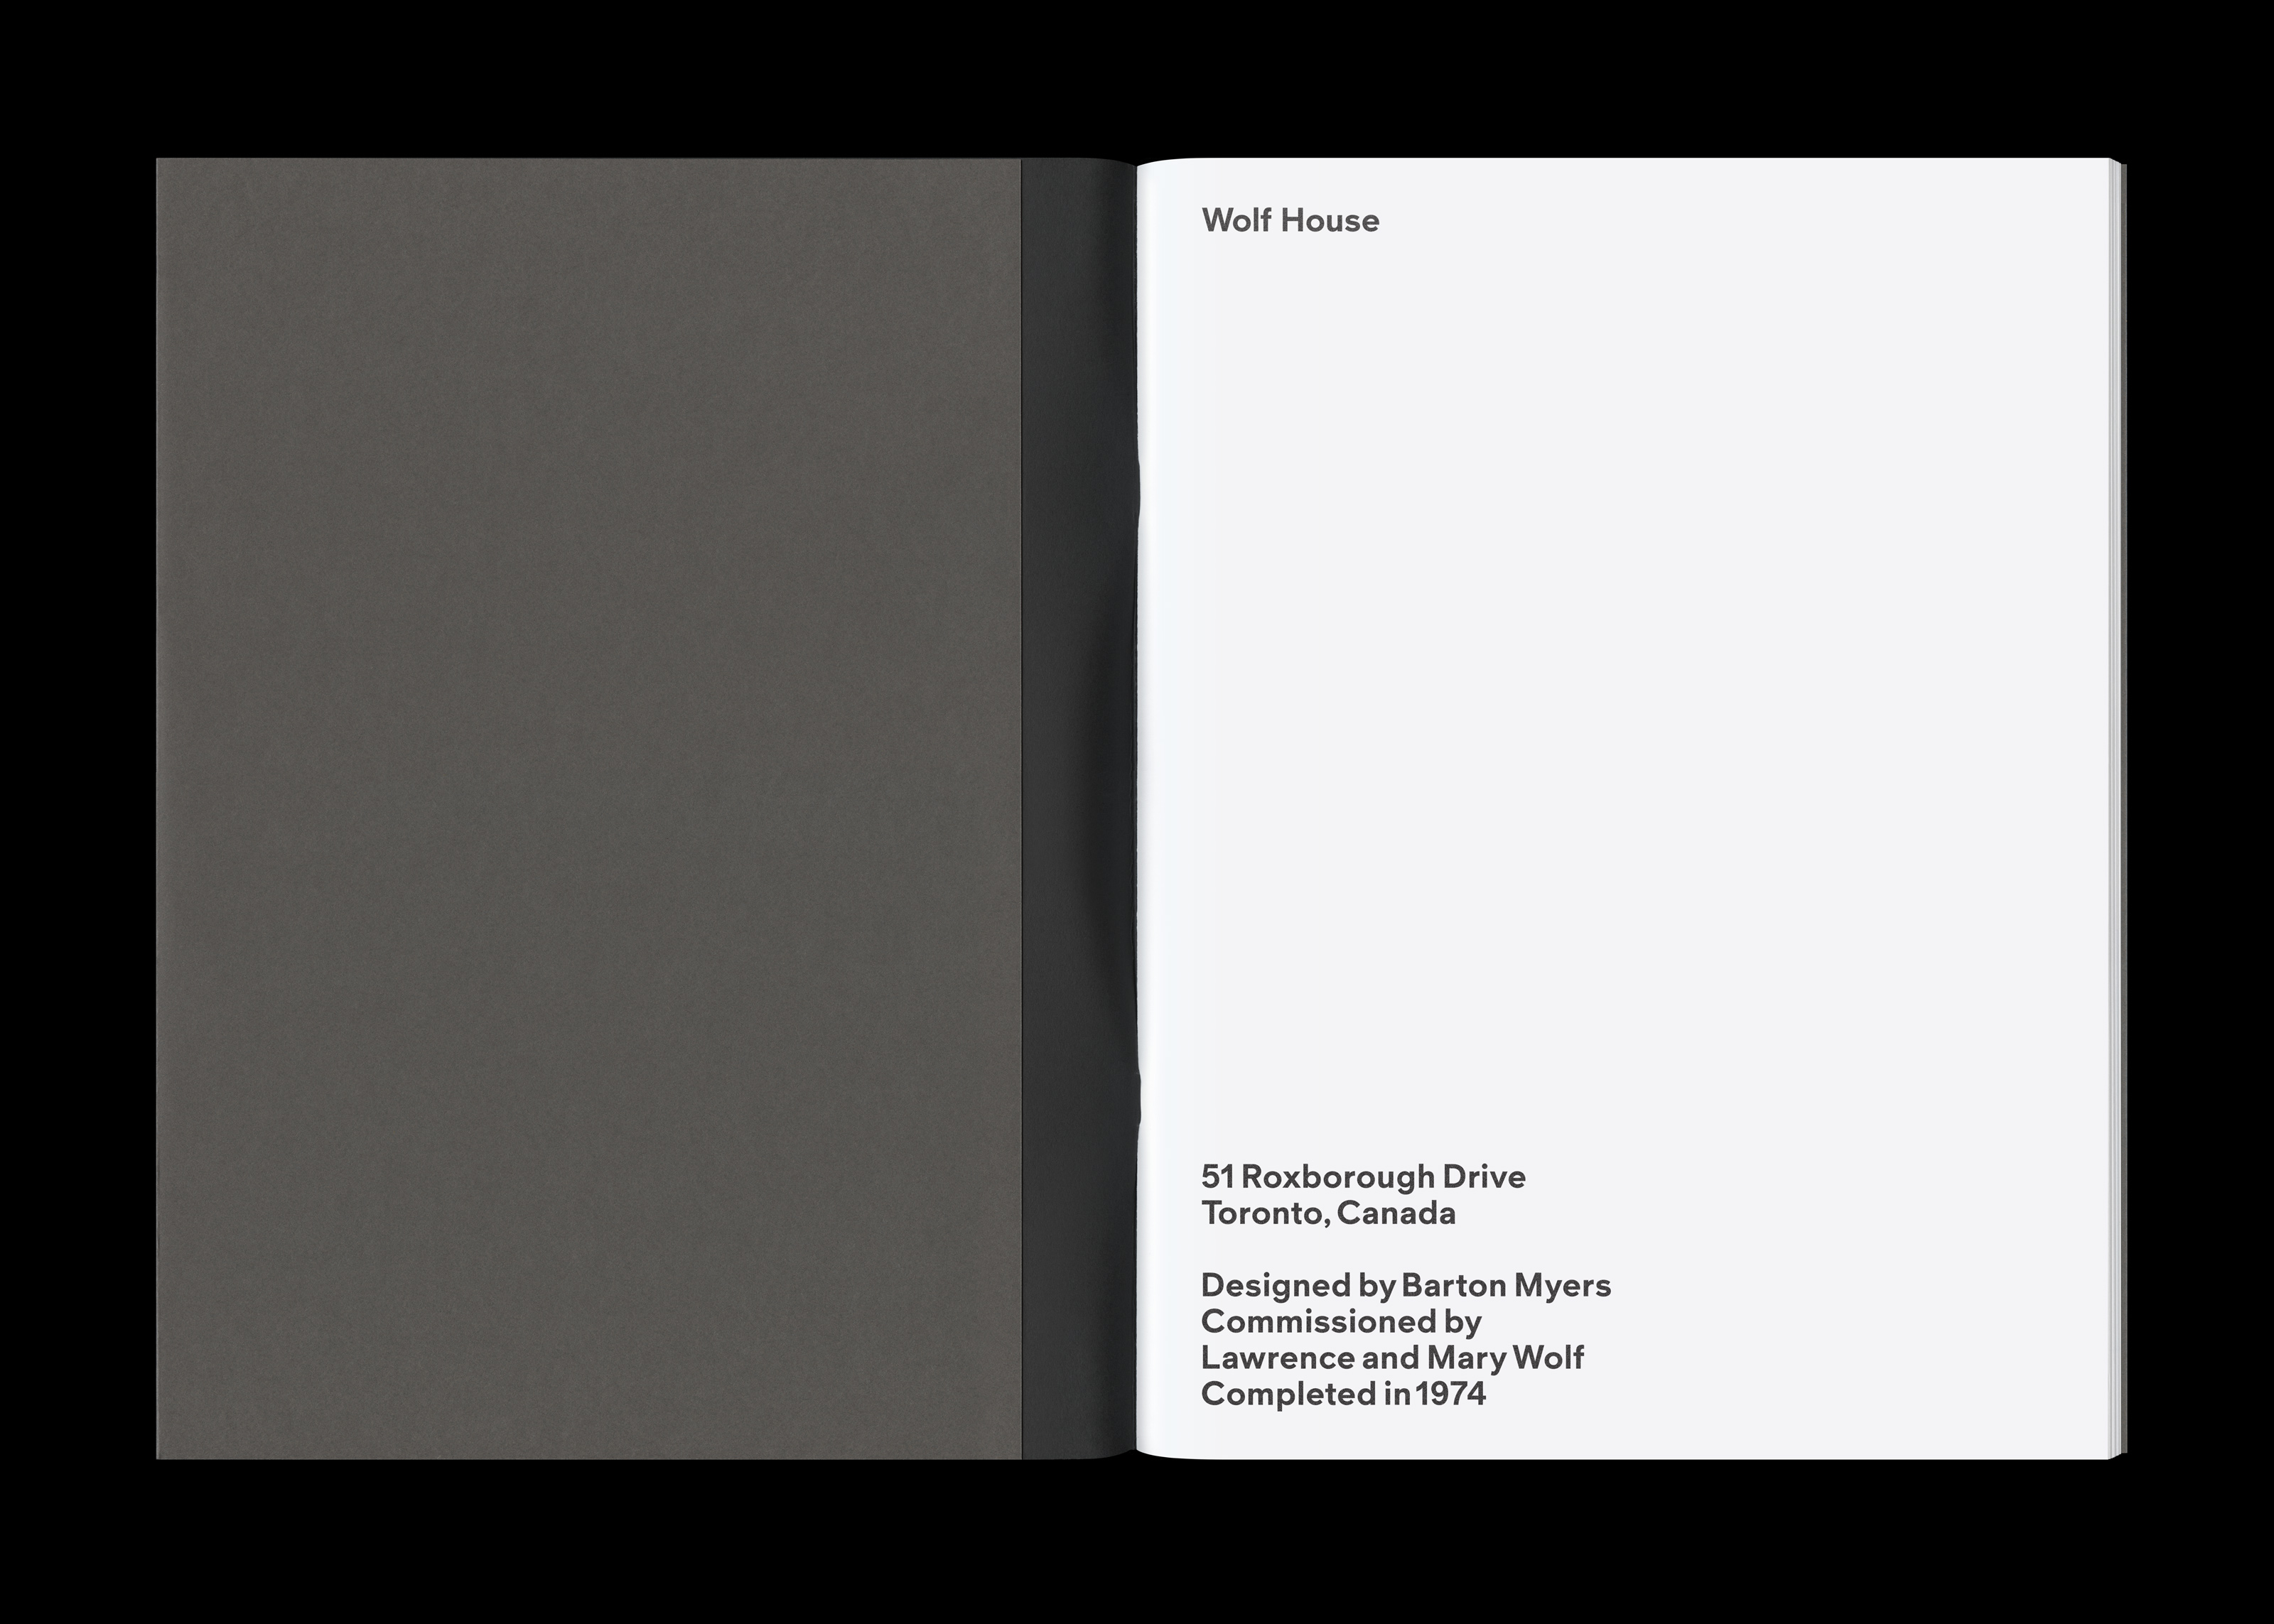 Wolf House
51 Roxborough Drive
Toronto, Canada
Designed by Barton Myers
Commissioned by
Lawrence and Mary Wolf
Completed in 1974